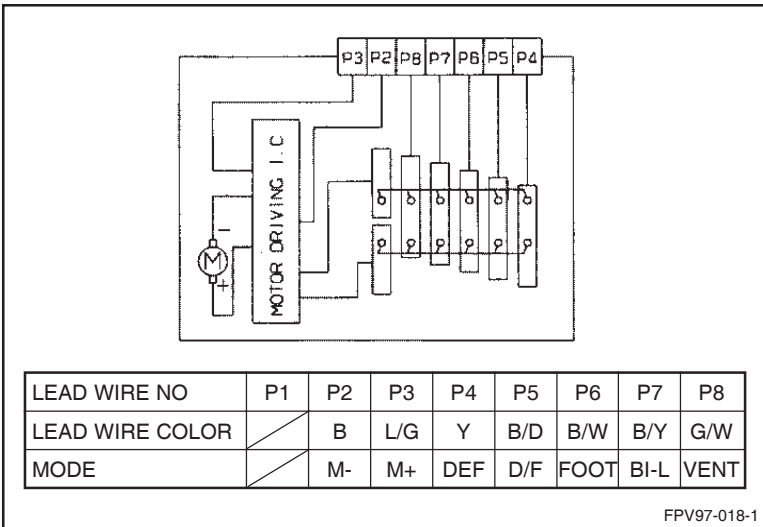 P3 P2 P8 P7 P6 P5 P4
MOTOR DRIVING I.C
-
M
+
LEAD WIRE NO P1 P2 P3 P4 P5 P6 P7 P8
LEAD WIRE COLOR B L/G Y B/D B/W B/Y G/W
MODE M- M+ DEF D/F FOOT BI-L VENT
FPV97-018-1